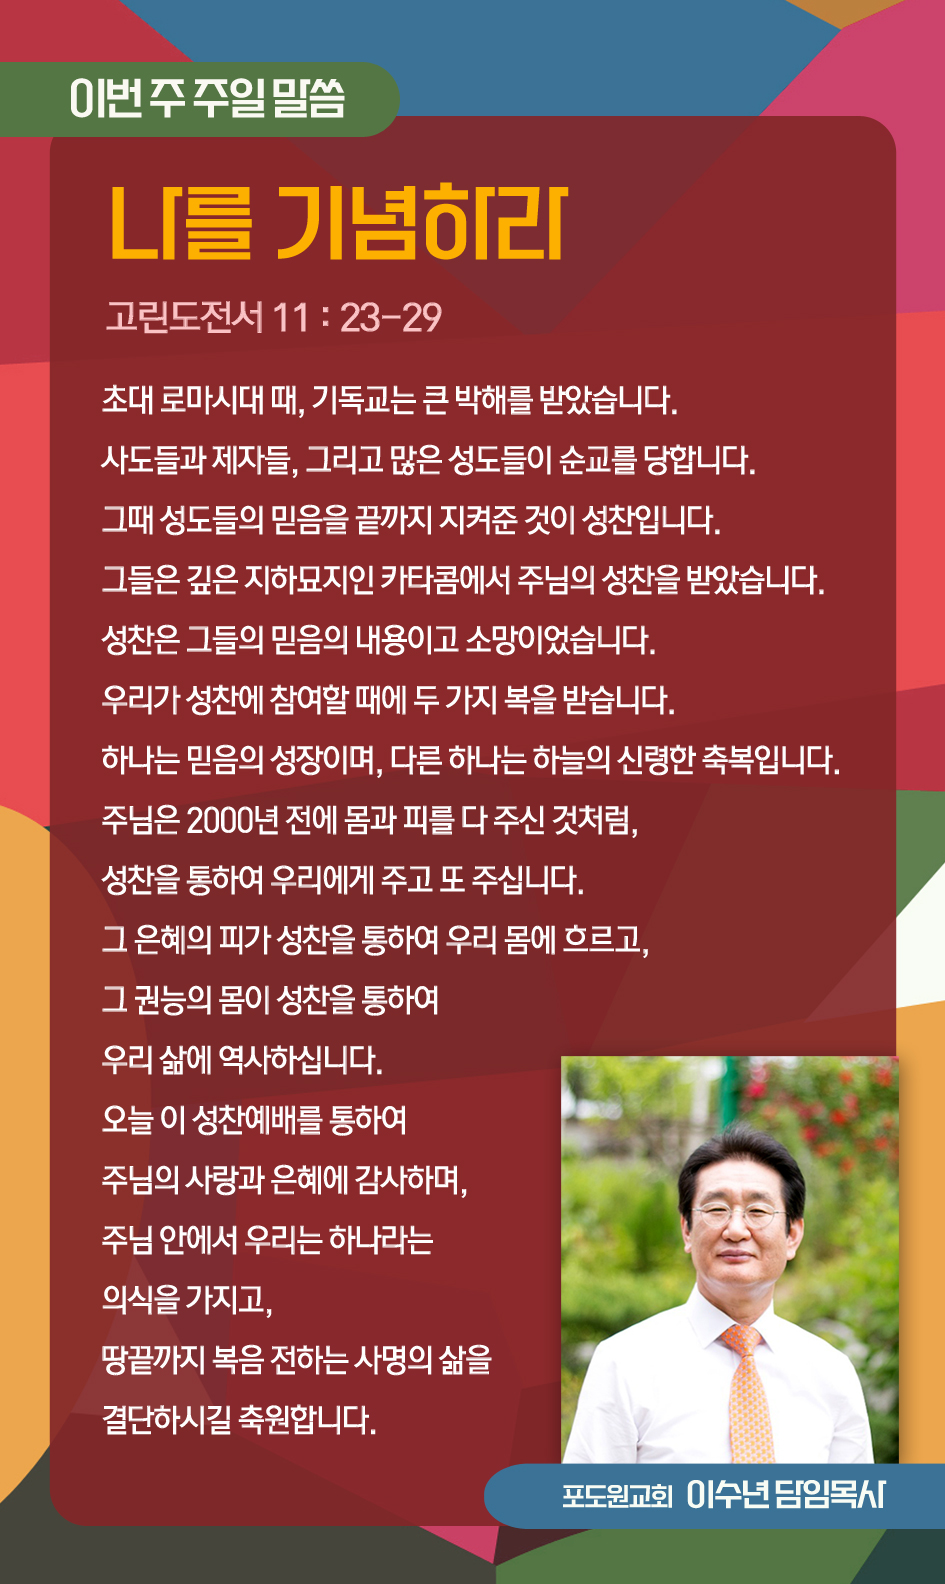 이번 주 주일 말씀
나를 기념하라
고린도전서 11 : 23-29
초대 로마시대 때, 기독교는 큰 박해를 받았습니다.
사도들과 제자들, 그리고 많은 성도들이 순교를 당합니다.
그때 성도들의 믿음을 끝까지 지켜준 것이 성찬입니다.
그들은 깊은 지하묘지인 카타콤에서 주님의 성찬을 받았습니다.
성찬은 그들의 믿음의 내용이고 소망이었습니다.
우리가 성찬에 참여할 때에 두 가지 복을 받습니다.
하나는 믿음의 성장이며, 다른 하나는 하늘의 신령한 축복입니다.
주님은 2000년 전에 몸과 피를 다 주신 것처럼,
성찬을 통하여 우리에게 주고 또 주십니다.
그 은혜의 피가 성찬을 통하여 우리 몸에 흐르고,
그 권능의 몸이 성찬을 통하여
우리 삶에 역사하십니다.
오늘 이 성찬예배를 통하여
주님의 사랑과 은혜에 감사하며,
주님 안에서 우리는 하나라는
의식을 가지고,
땅끝까지 복음 전하는 사명의 삶을
결단하시길 축원합니다.
포도원교회 이수년 담임목사